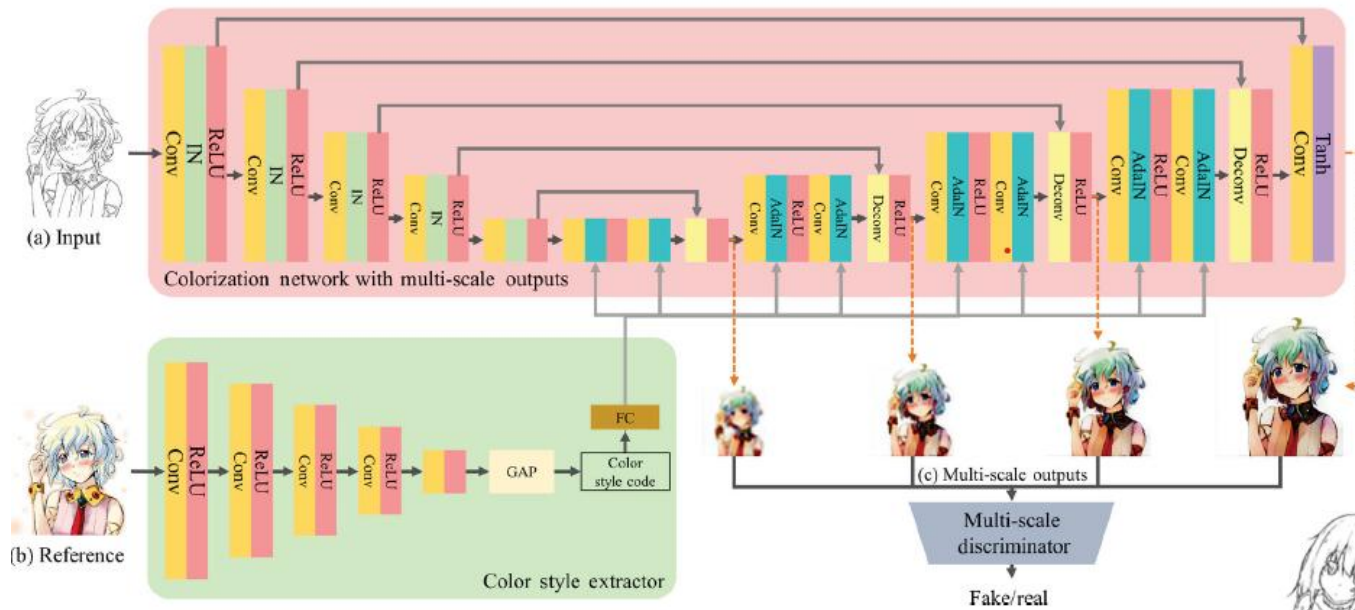 Conv
IN
ReLU
Conv
IN
ReLU
Conv
IN
ReLU
Conv
IN
ReLU
Conv
AdaIN
ReLU
Conv
AdaIN
Deconv
ReLU
Conv
AdaIN
ReLU
Conv
AdaIN
Deconv
ReLU
Conv
AdaIN
ReLU
Conv
AdaIN
Deconv
ReLU
Conv
Tanh
(a) Input
Colorization network with multi-scale outputs
Conv
ReLU
Conv
ReLU
Conv
ReLU
Conv
ReLU
GAP
FC
Color
style code
(b) Reference
Color style extractor
(c) Multi-scale outputs
Multi-scale
discriminator
Fake/real